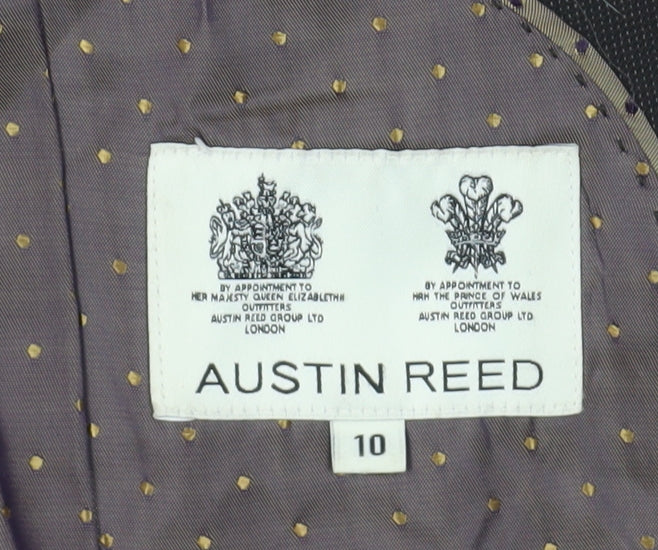 BY APPOINTMENT TO
HER MAJESTY QUEEN ELIZABETH II
OUTFITTERS
AUSTIN REED GROUP LTD
LONDON
BY APPOINTMENT TO
HRH THE PRINCE OF WALES
OUTFITTERS
AUSTIN REED GROUP LTD
LONDON
AUSTIN REED
10